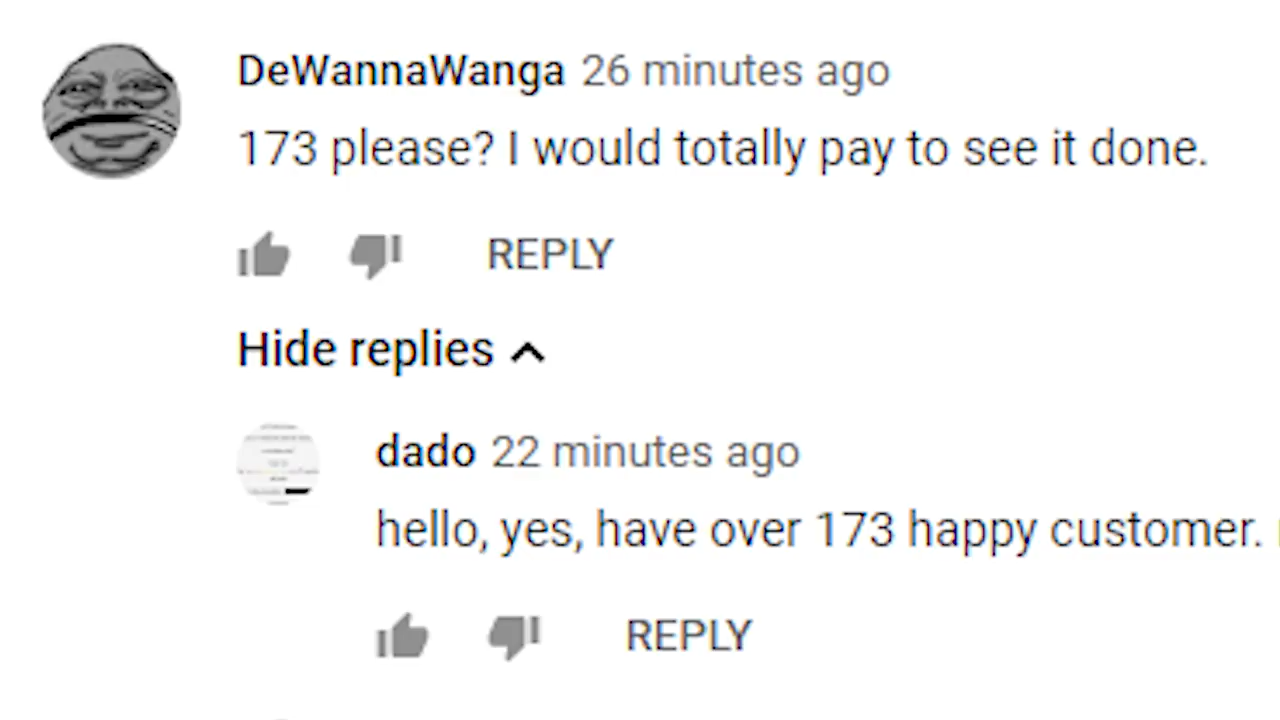 DeWannaWanga 26 minutes ago
173 please? I would totally pay to see it done.
REPLY
Hide replies
dado 22 minutes ago
hello, yes, have over 173 happy customer.
REPLY